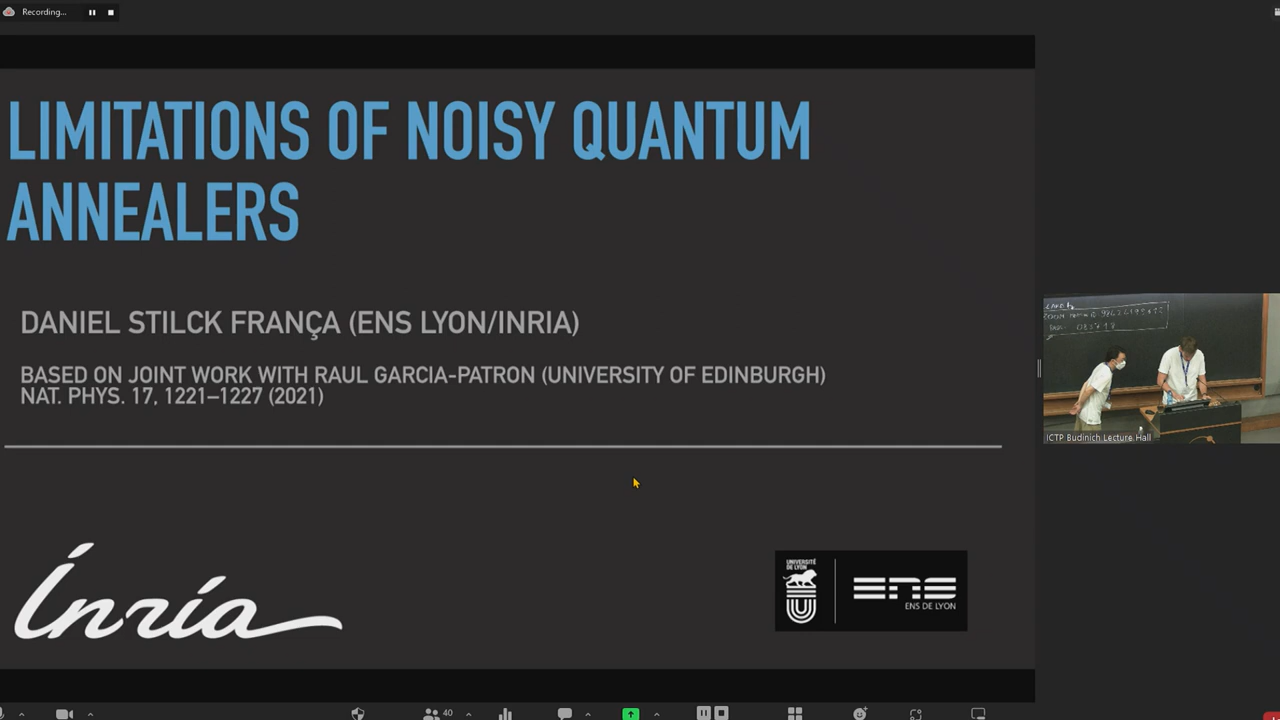 Recording...
LIMITATIONS OF NOISY QUANTUM
ANNEALERS
DANIEL STILCK FRANÇA (ENS LYON/INRIA)
BASED ON JOINT WORK WITH RAUL GARCIA-PATRON (UNIVERSITY OF EDINBURGH)
NAT. PHYS. 17, 1221–1227 (2021)
Inría
UNIVERSITÉ
DE LYON
ENS
ENS DE LYON
ICTP Budinich Lecture Hall
40